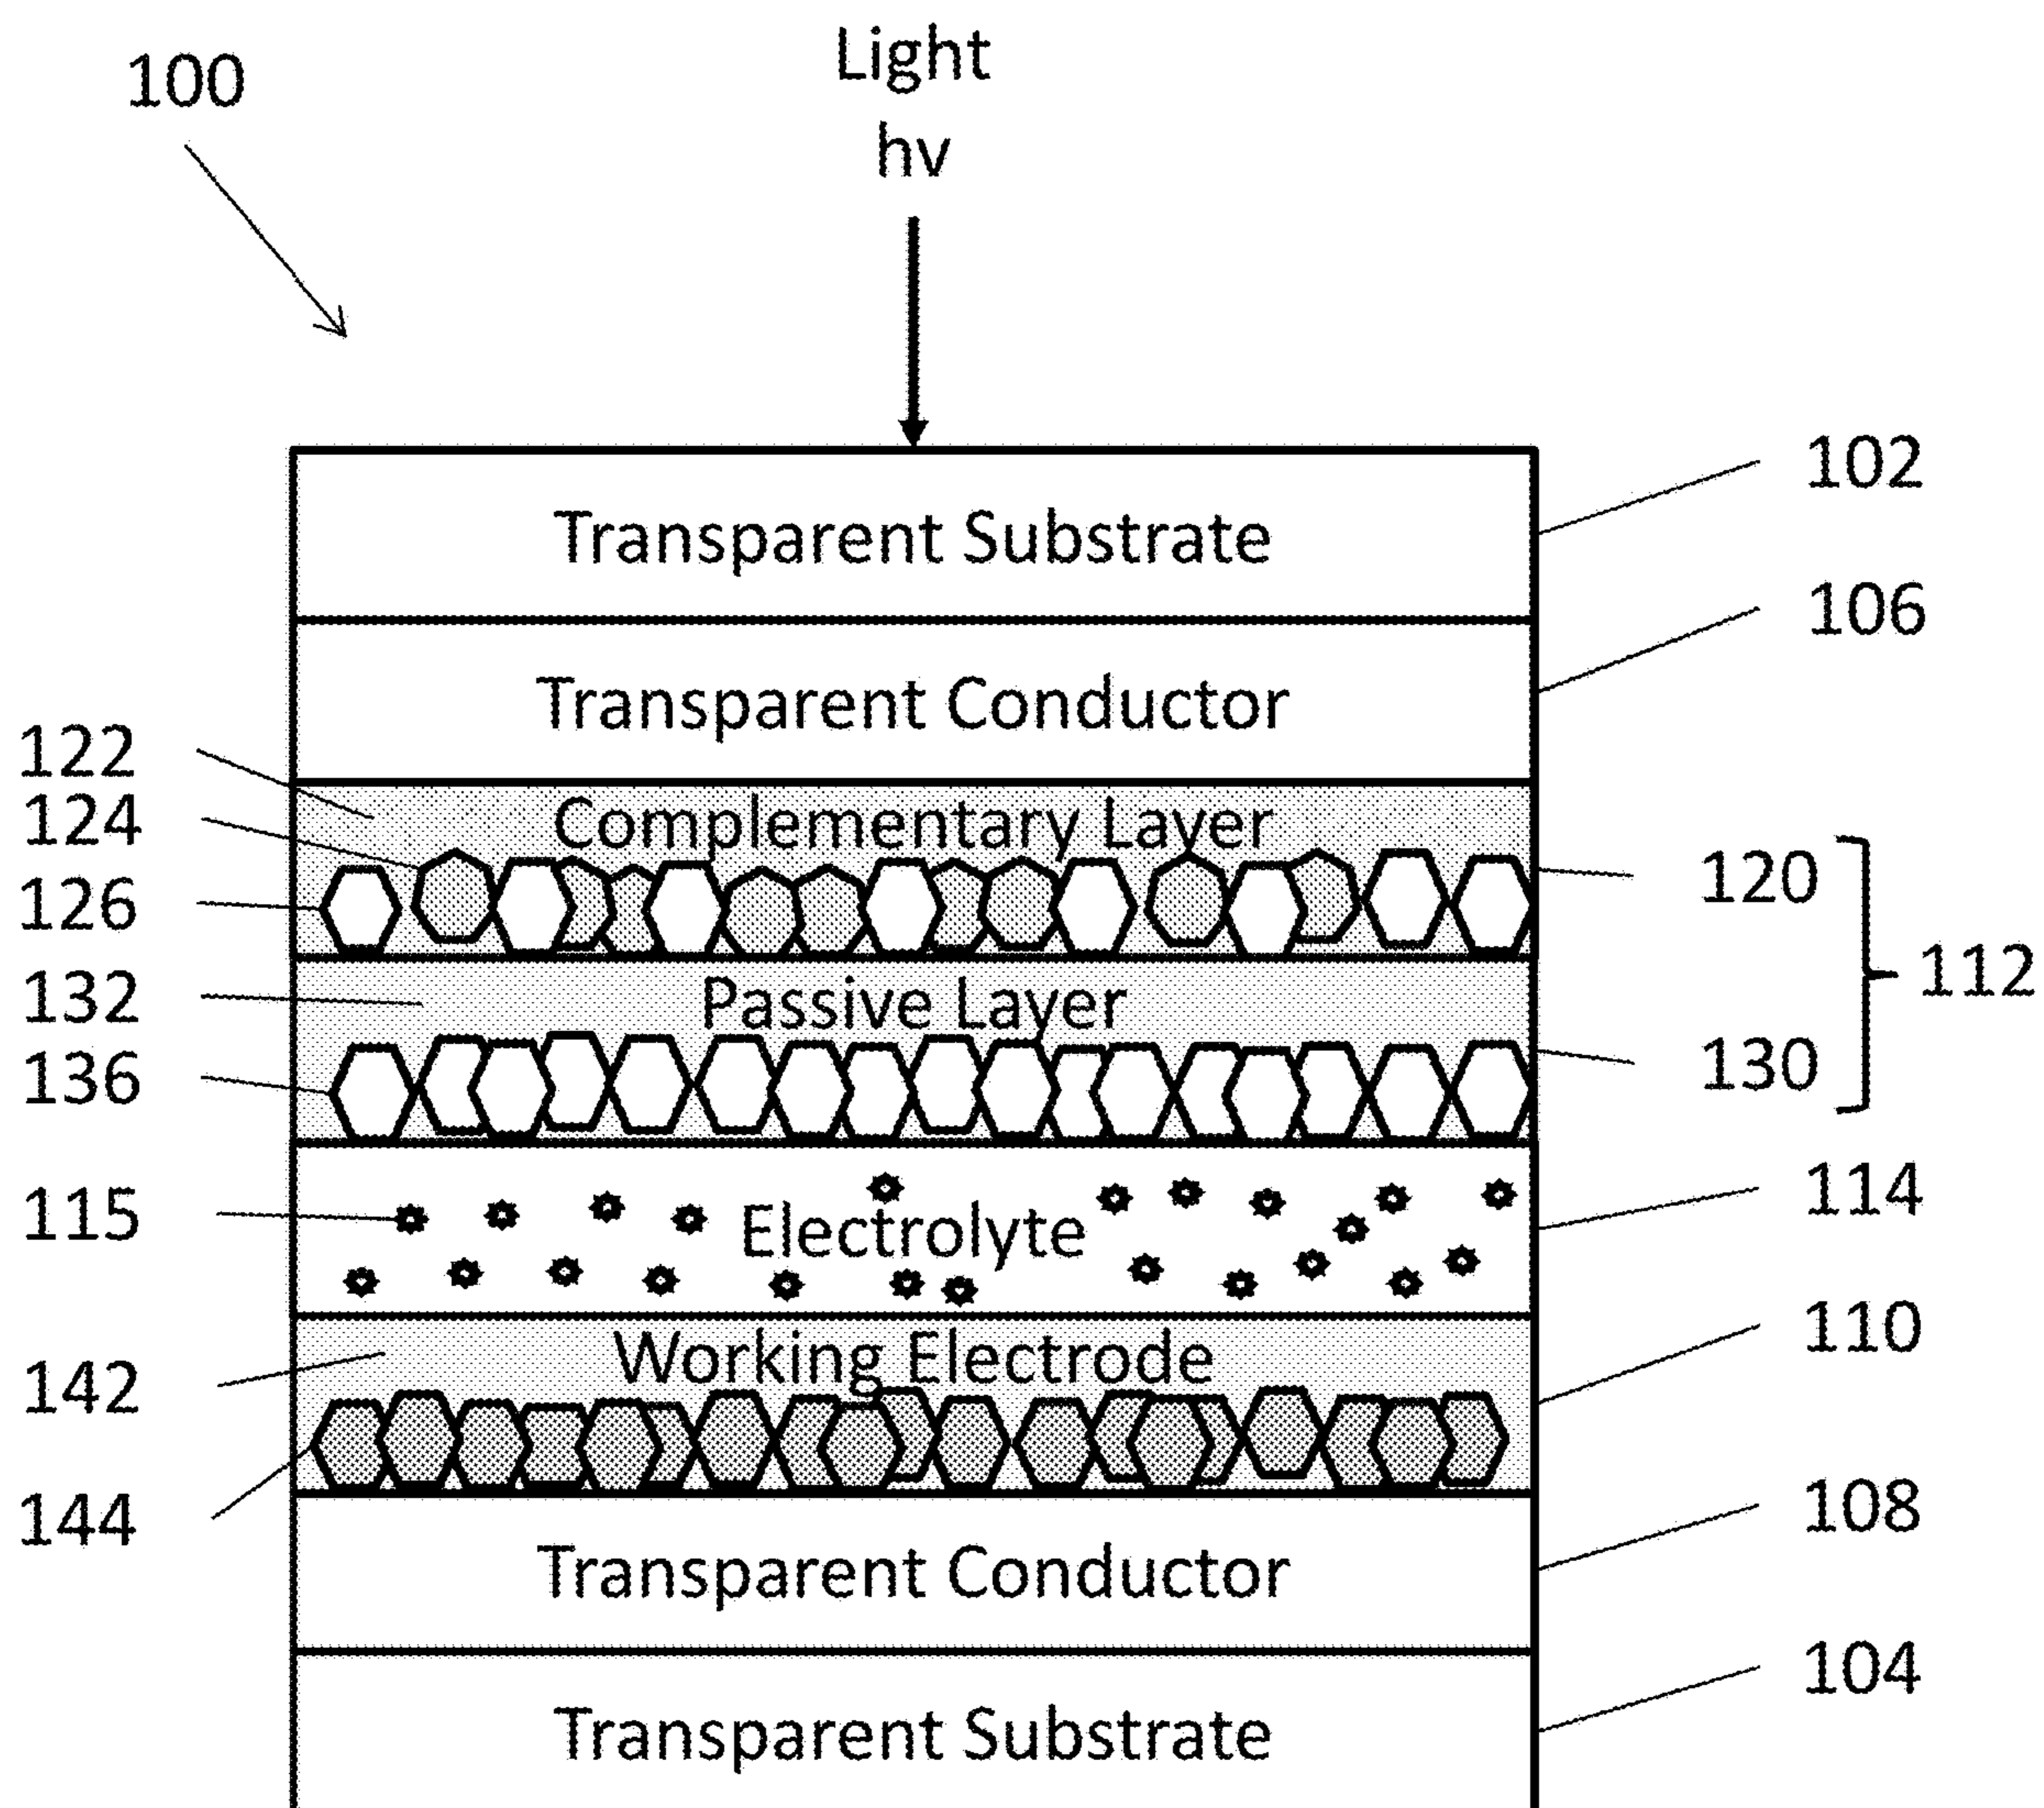 100
Light
hv
102
Transparent Substrate
106
Transparent Conductor
122
Complementary Layer
124
120
126
112
132
Passive Layer
130
136
114
115
Electrolyte
110
Working Electrode
142
108
144
Transparent Conductor
104
Transparent Substrate